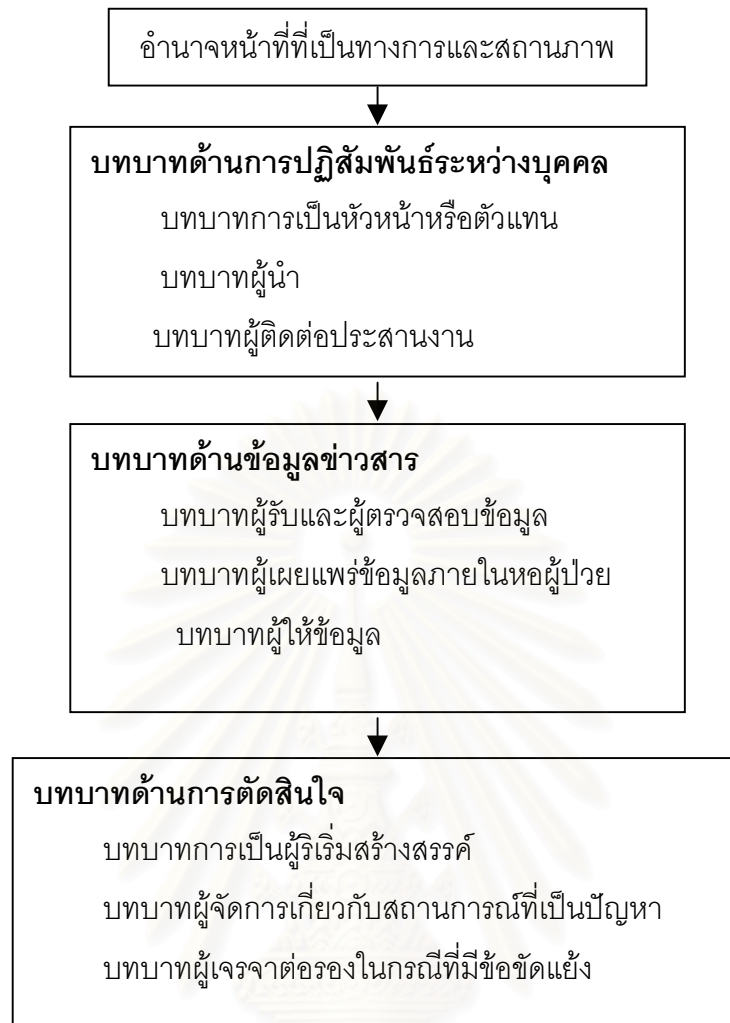 อำนาจหน้าที่ที่เป็นทางการและสถานภาพ
บทบาทด้านการปฏิสัมพันธ์ระหว่างบุคคล
บทบาทการเป็นหัวหน้าหรือตัวแทน
บทบาทผู้นำ
บทบาทผู้ติดต่อประสานงาน
บทบาทด้านข้อมูลข่าวสาร
บทบาทผู้รับและผู้ตรวจสอบข้อมูล
บทบาทผู้เผยแพร่ข้อมูลภายในหอผู้ป่วย
บทบาทผู้ให้ข้อมูล
บทบาทด้านการตัดสินใจ
บทบาทการเป็นผู้ริเริ่มสร้างสรรค์
บทบาทผู้จัดการเกี่ยวกับสถานการณ์ที่เป็นปัญหา
บทบาทผู้เจรจาต่อรองในกรณีที่มีข้อขัดแย้ง